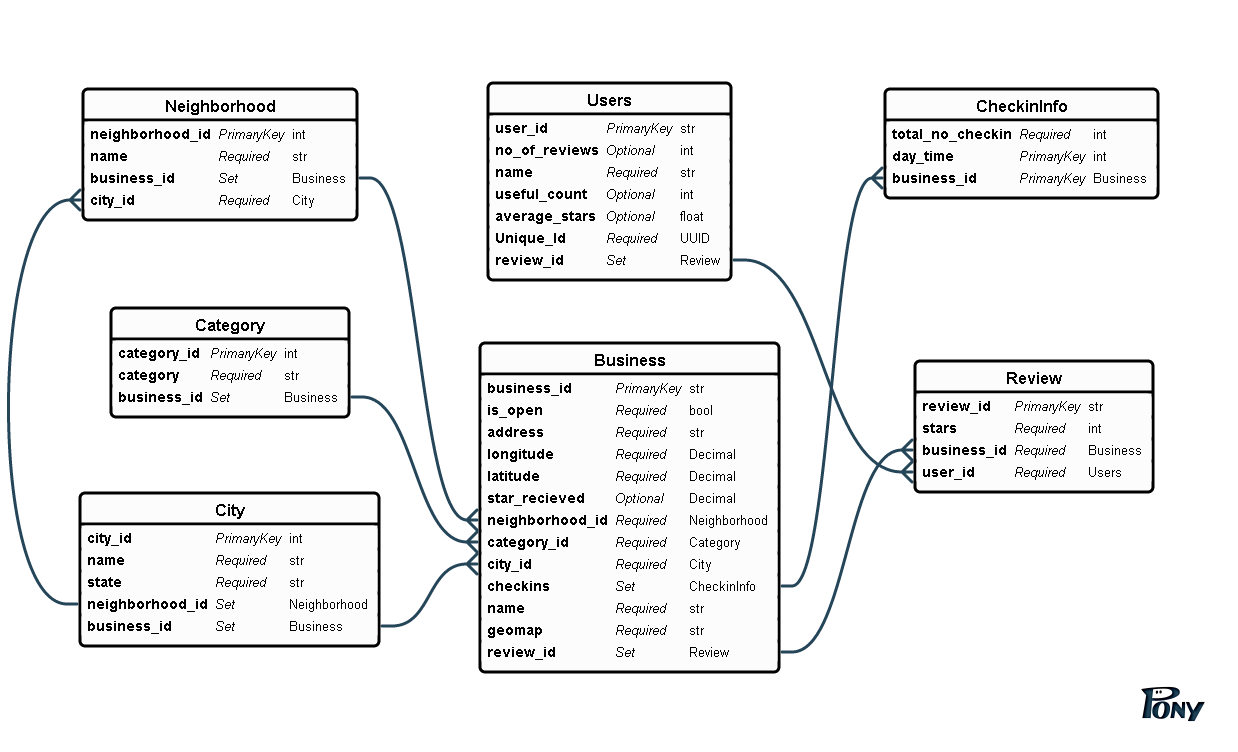 Neighborhood
neighborhood_id PrimaryKey int
name Required str
business_id Set Business
city_id Required City
Users
user_id PrimaryKey str
no_of_reviews Optional int
name Required str
useful_count Optional int
average_stars Optional float
Unique_Id Required UUID
review_id Set Review
CheckinInfo
total_no_checkin Required int
day_time PrimaryKey int
business_id PrimaryKey Business
Category
category_id PrimaryKey int
category Required str
business_id Set Business
Business
business_id PrimaryKey str
is_open Required bool
address Required str
longitude Required Decimal
latitude Required Decimal
star_recieved Optional Decimal
neighborhood_id Required Neighborhood
category_id Required Category
city_id Required City
checkins Set CheckinInfo
name Required str
geomap Required str
review_id Set Review
Review
review_id PrimaryKey str
stars Required int
business_id Required Business
user_id Required Users
City
city_id PrimaryKey int
name Required str
state Required str
neighborhood_id Set Neighborhood
business_id Set Business
PONY